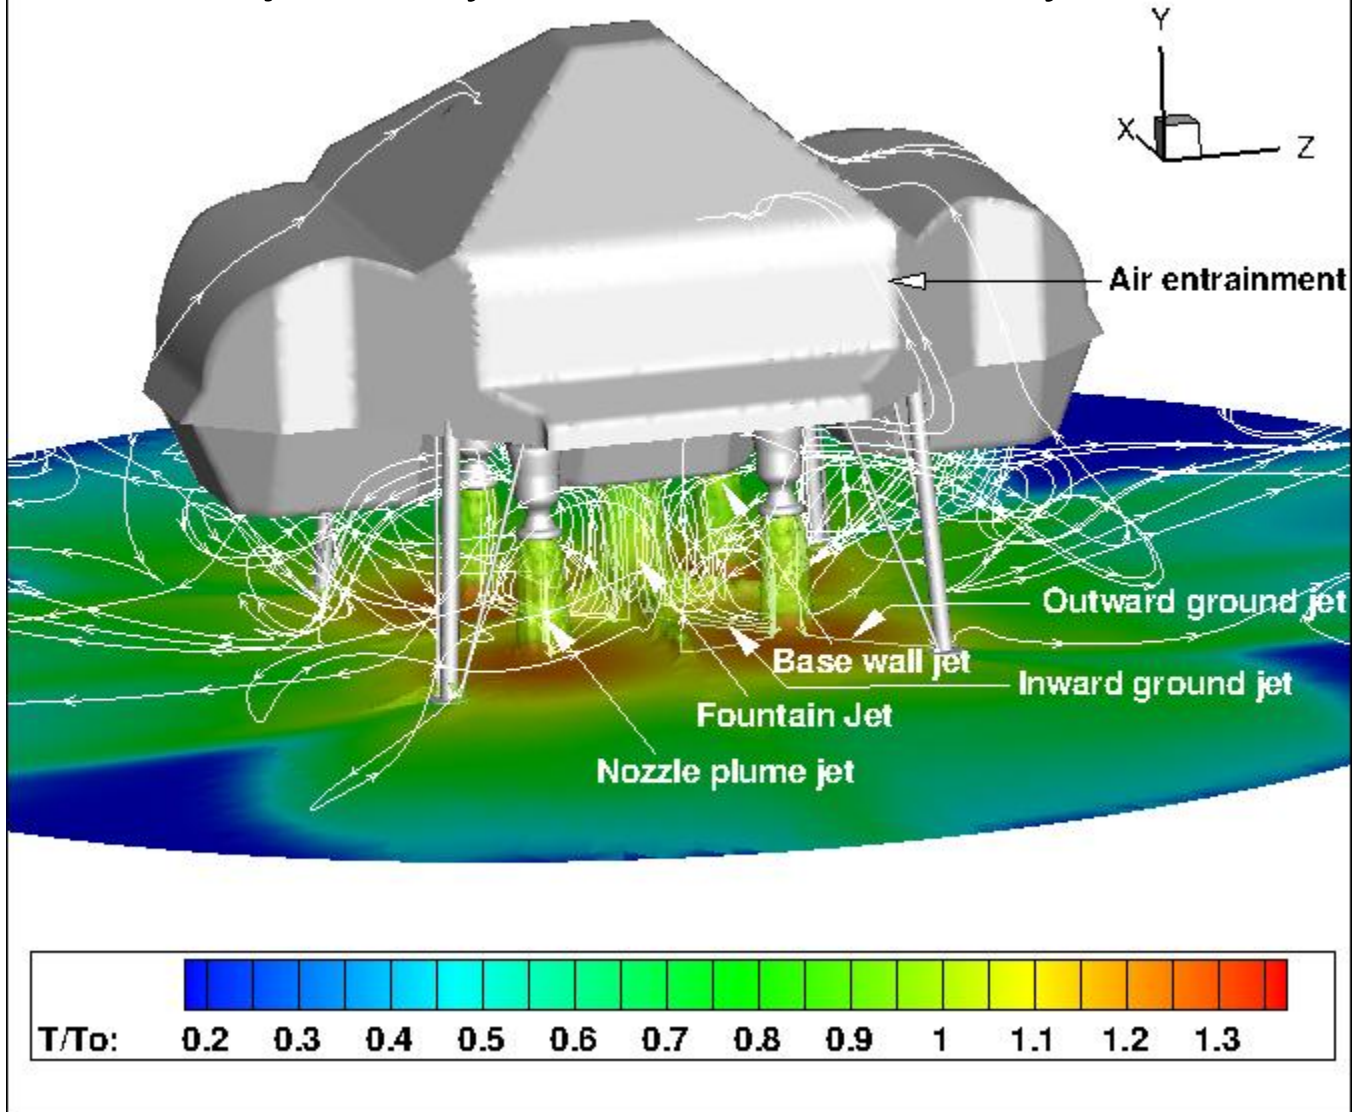 Y
X
Z
Air entrainment
Outward ground jet
Base wall jet
Inward ground jet
Fountain Jet
Nozzle plume jet
T/To: 0.2 0.3 0.4 0.5 0.6 0.7 0.8 0.9 1 1.1 1.2 1.3